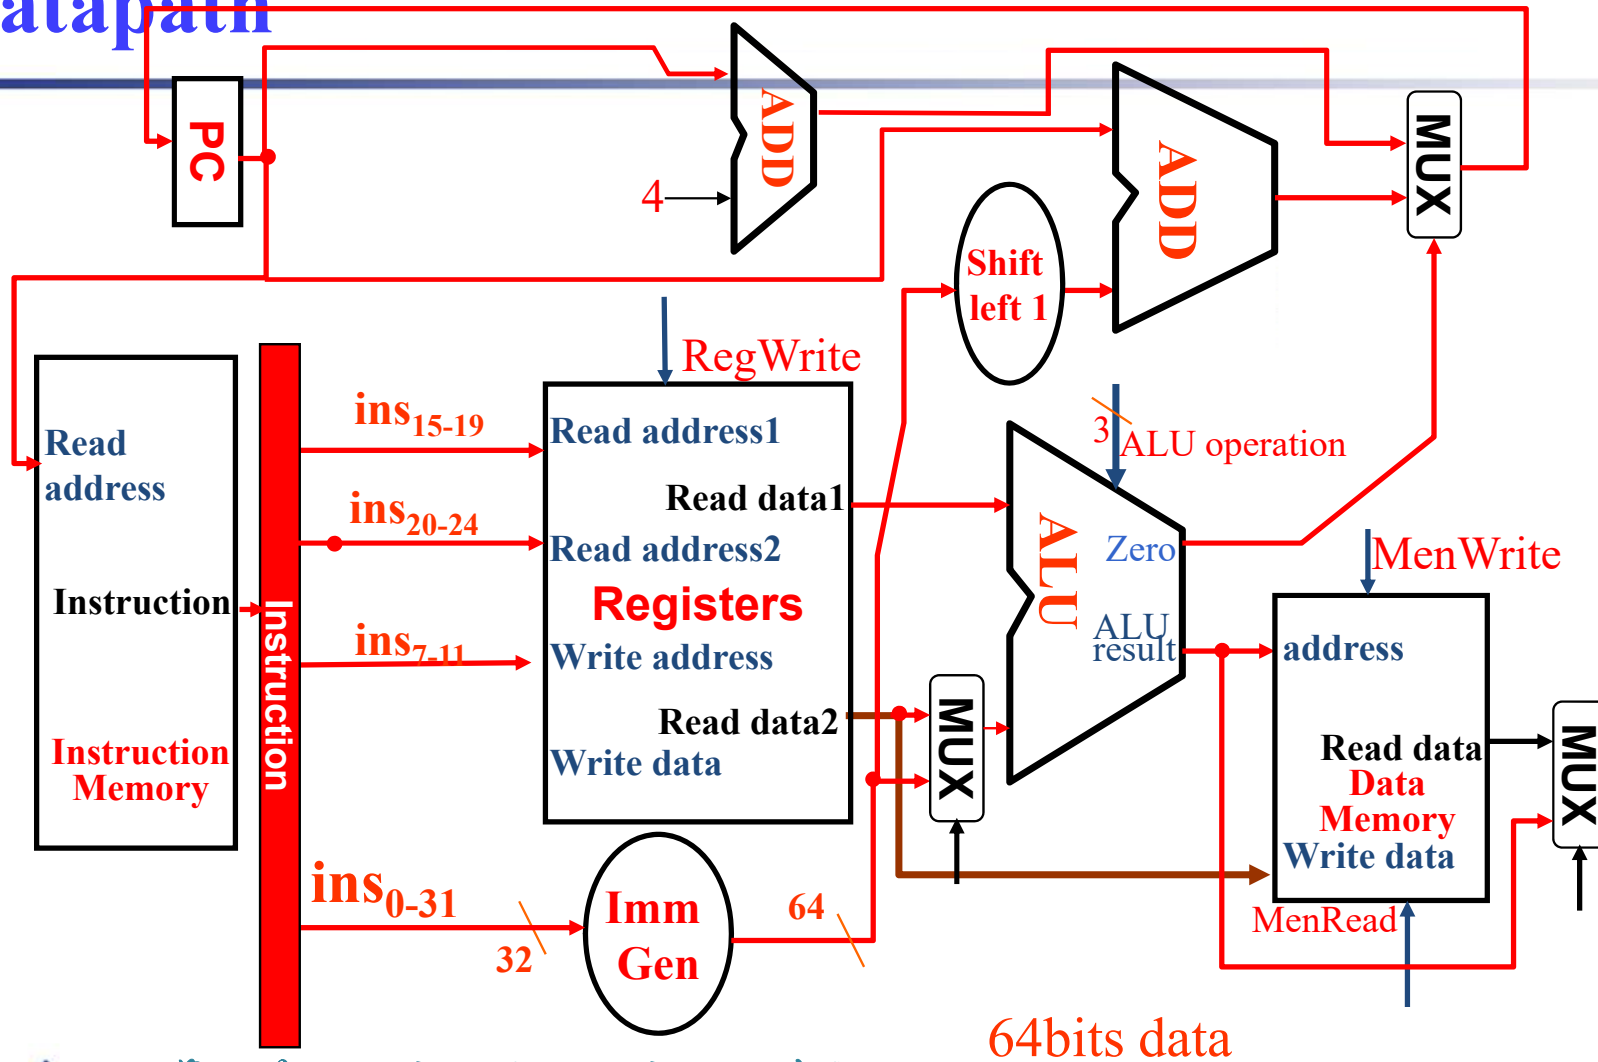 atapath
PC
ADD
4
ADD
MUX
Shift
left 1
RegWrite
ins15-19
Read address1
Read
address
3
ALU operation
Read data1
ins20-24
Read address2
ALU
Zero
MenWrite
Instruction
Instruction
Registers
ins7-11
Write address
ALU
result
address
Read data2
MUX
Write data
Instruction
Memory
Read data
MUX
Data
Memory
Write data
ins0-31
32
Imm
Gen
64
MenRead
64bits data